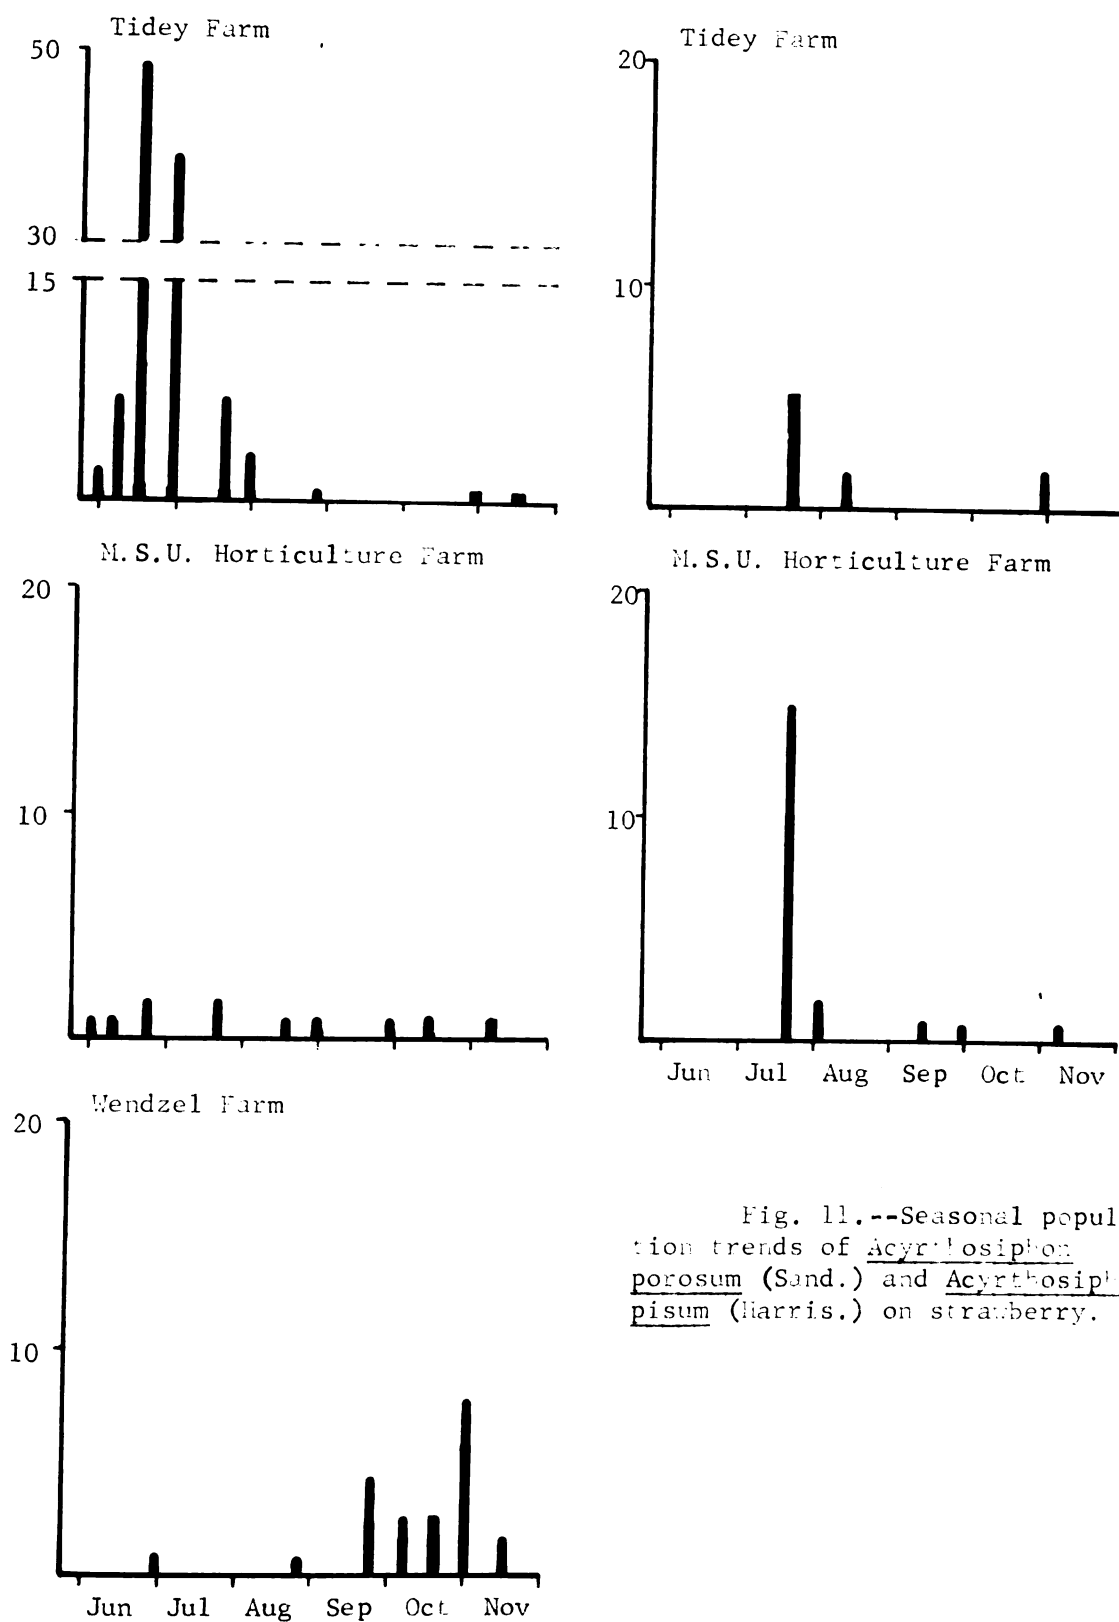 Tidey Farm
50
30
15
M.S.U. Horticulture Farm
20
10
Wendzel Farm
20
10
Jun Jul Aug Sep Oct Nov
Tidey Farm
20
10
M.S.U. Horticulture Farm
20
10
Jun Jul Aug Sep Oct Nov
Fig. 11.--Seasonal popul
tion trends of Acyrthosiphon
porosum (Sand.) and Acyrthosiph
pisum (Harris.) on strawberry.